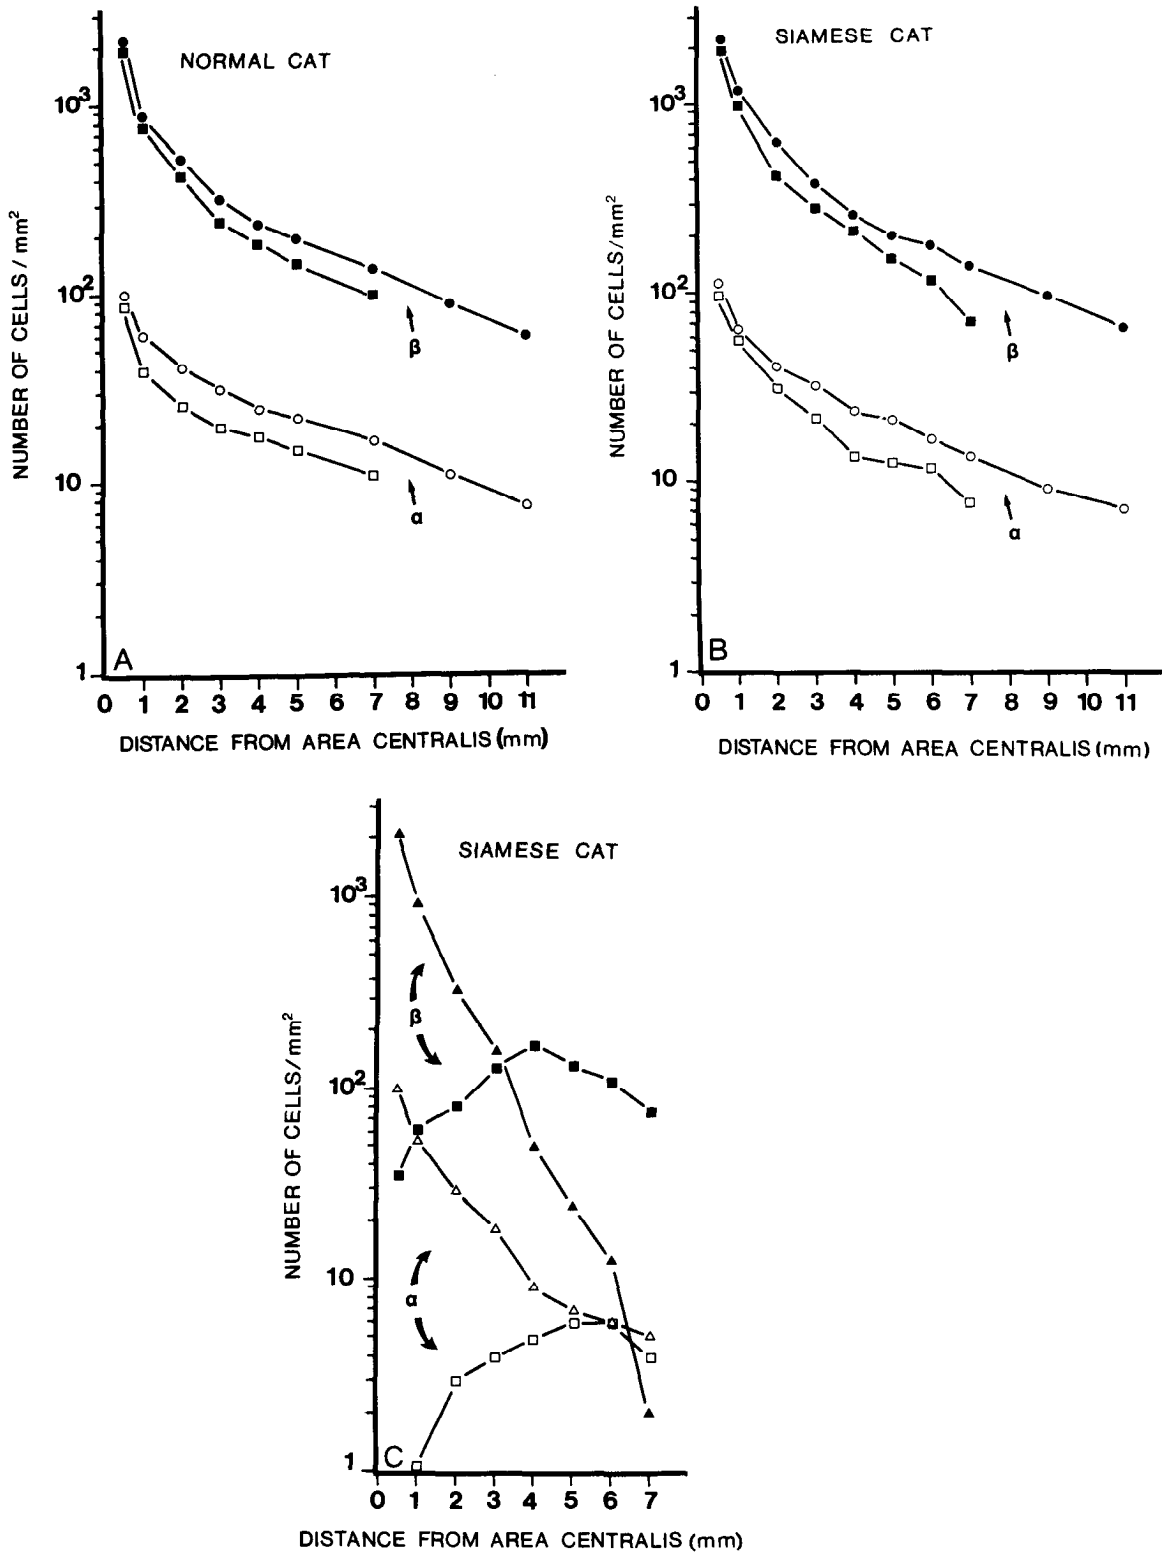 NORMAL CAT
10³
10²
10
1
NUMBER OF CELLS / mm²
β
α
A
0 1 2 3 4 5 6 7 8 9 10 11
DISTANCE FROM AREA CENTRALIS (mm)
SIAMESE CAT
10³
10²
10
1
NUMBER OF CELLS/mm²
β
α
B
0 1 2 3 4 5 6 7 8 9 10 11
DISTANCE FROM AREA CENTRALIS (mm)
SIAMESE CAT
10³
10²
10
1
NUMBER OF CELLS/mm²
β
α
C
0 1 2 3 4 5 6 7
DISTANCE FROM AREA CENTRALIS (mm)